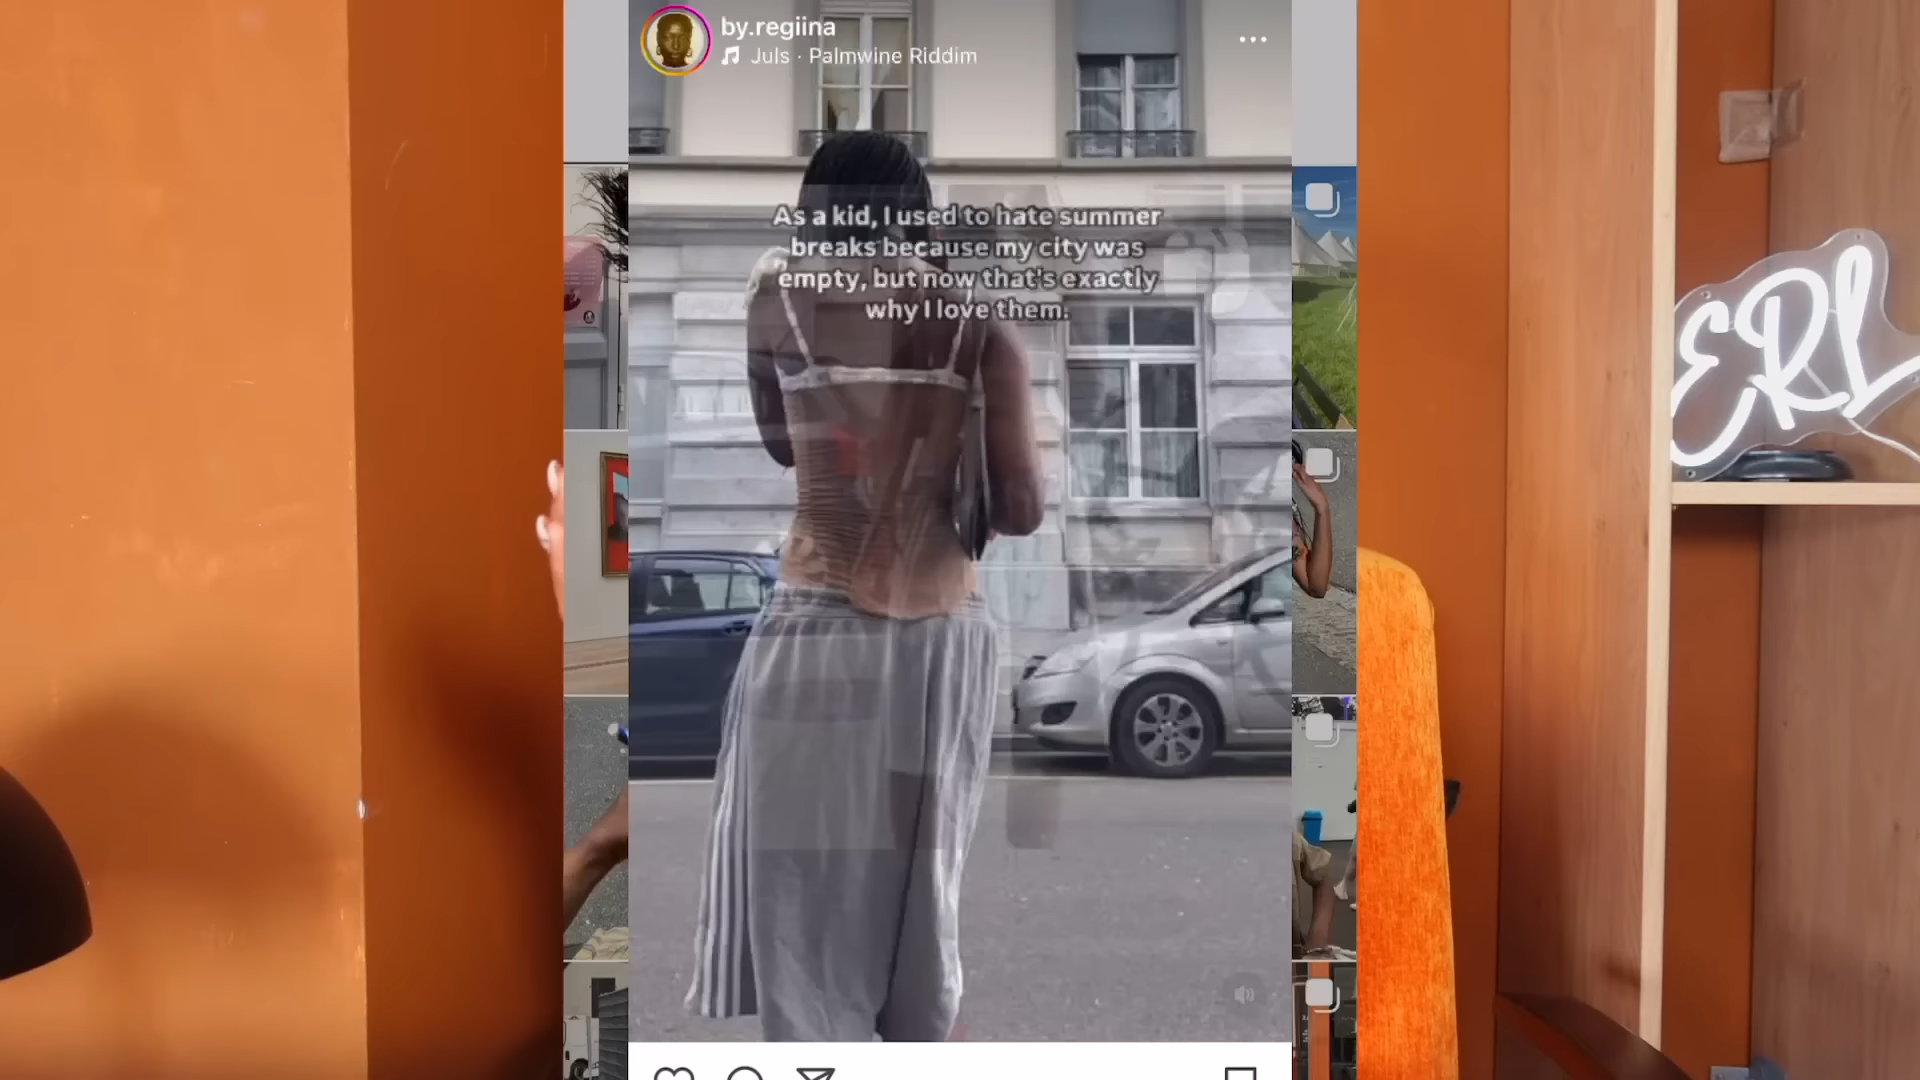 by.regiina
Juls · Palmwine Riddim
As a kid, I used to hate summer
breaks because my city was
empty, but now that's exactly
why I love them.
ERL